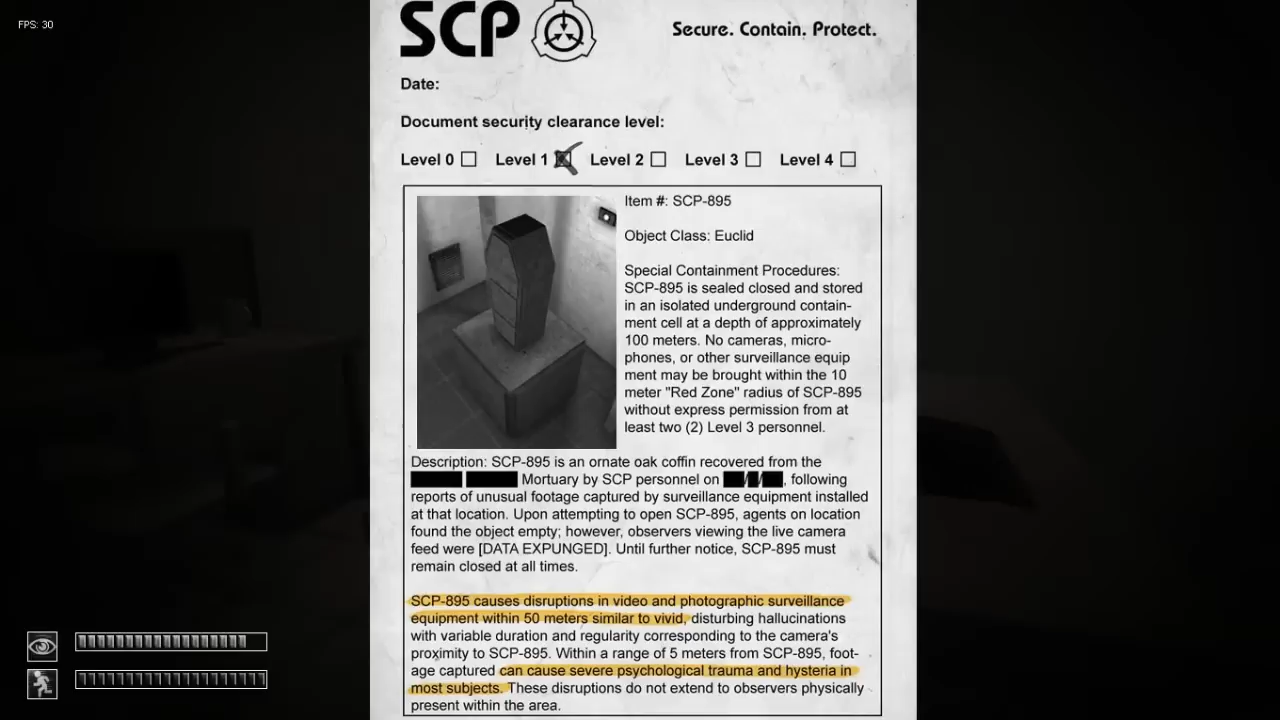 FPS: 30
SCP
Secure. Contain. Protect.
Date:
Document security clearance level:
Level 0 Level 1 Level 2 Level 3 Level 4
Item #: SCP-895
Object Class: Euclid
Special Containment Procedures:
SCP-895 is sealed closed and stored
in an isolated underground contain-
ment cell at a depth of approximately
100 meters. No cameras, micro-
phones, or other surveillance equip
ment may be brought within the 10
meter "Red Zone" radius of SCP-895
without express permission from at
least two (2) Level 3 personnel.
Description: SCP-895 is an ornate oak coffin recovered from the
Mortuary by SCP personnel on , following
reports of unusual footage captured by surveillance equipment installed
at that location. Upon attempting to open SCP-895, agents on location
found the object empty; however, observers viewing the live camera
feed were [DATA EXPUNGED]. Until further notice, SCP-895 must
remain closed at all times.
SCP-895 causes disruptions in video and photographic surveillance
equipment within 50 meters similar to vivid, disturbing hallucinations
with variable duration and regularity corresponding to the camera's
proximity to SCP-895. Within a range of 5 meters from SCP-895, foot-
age captured can cause severe psychological trauma and hysteria in
most subjects. These disruptions do not extend to observers physically
present within the area.